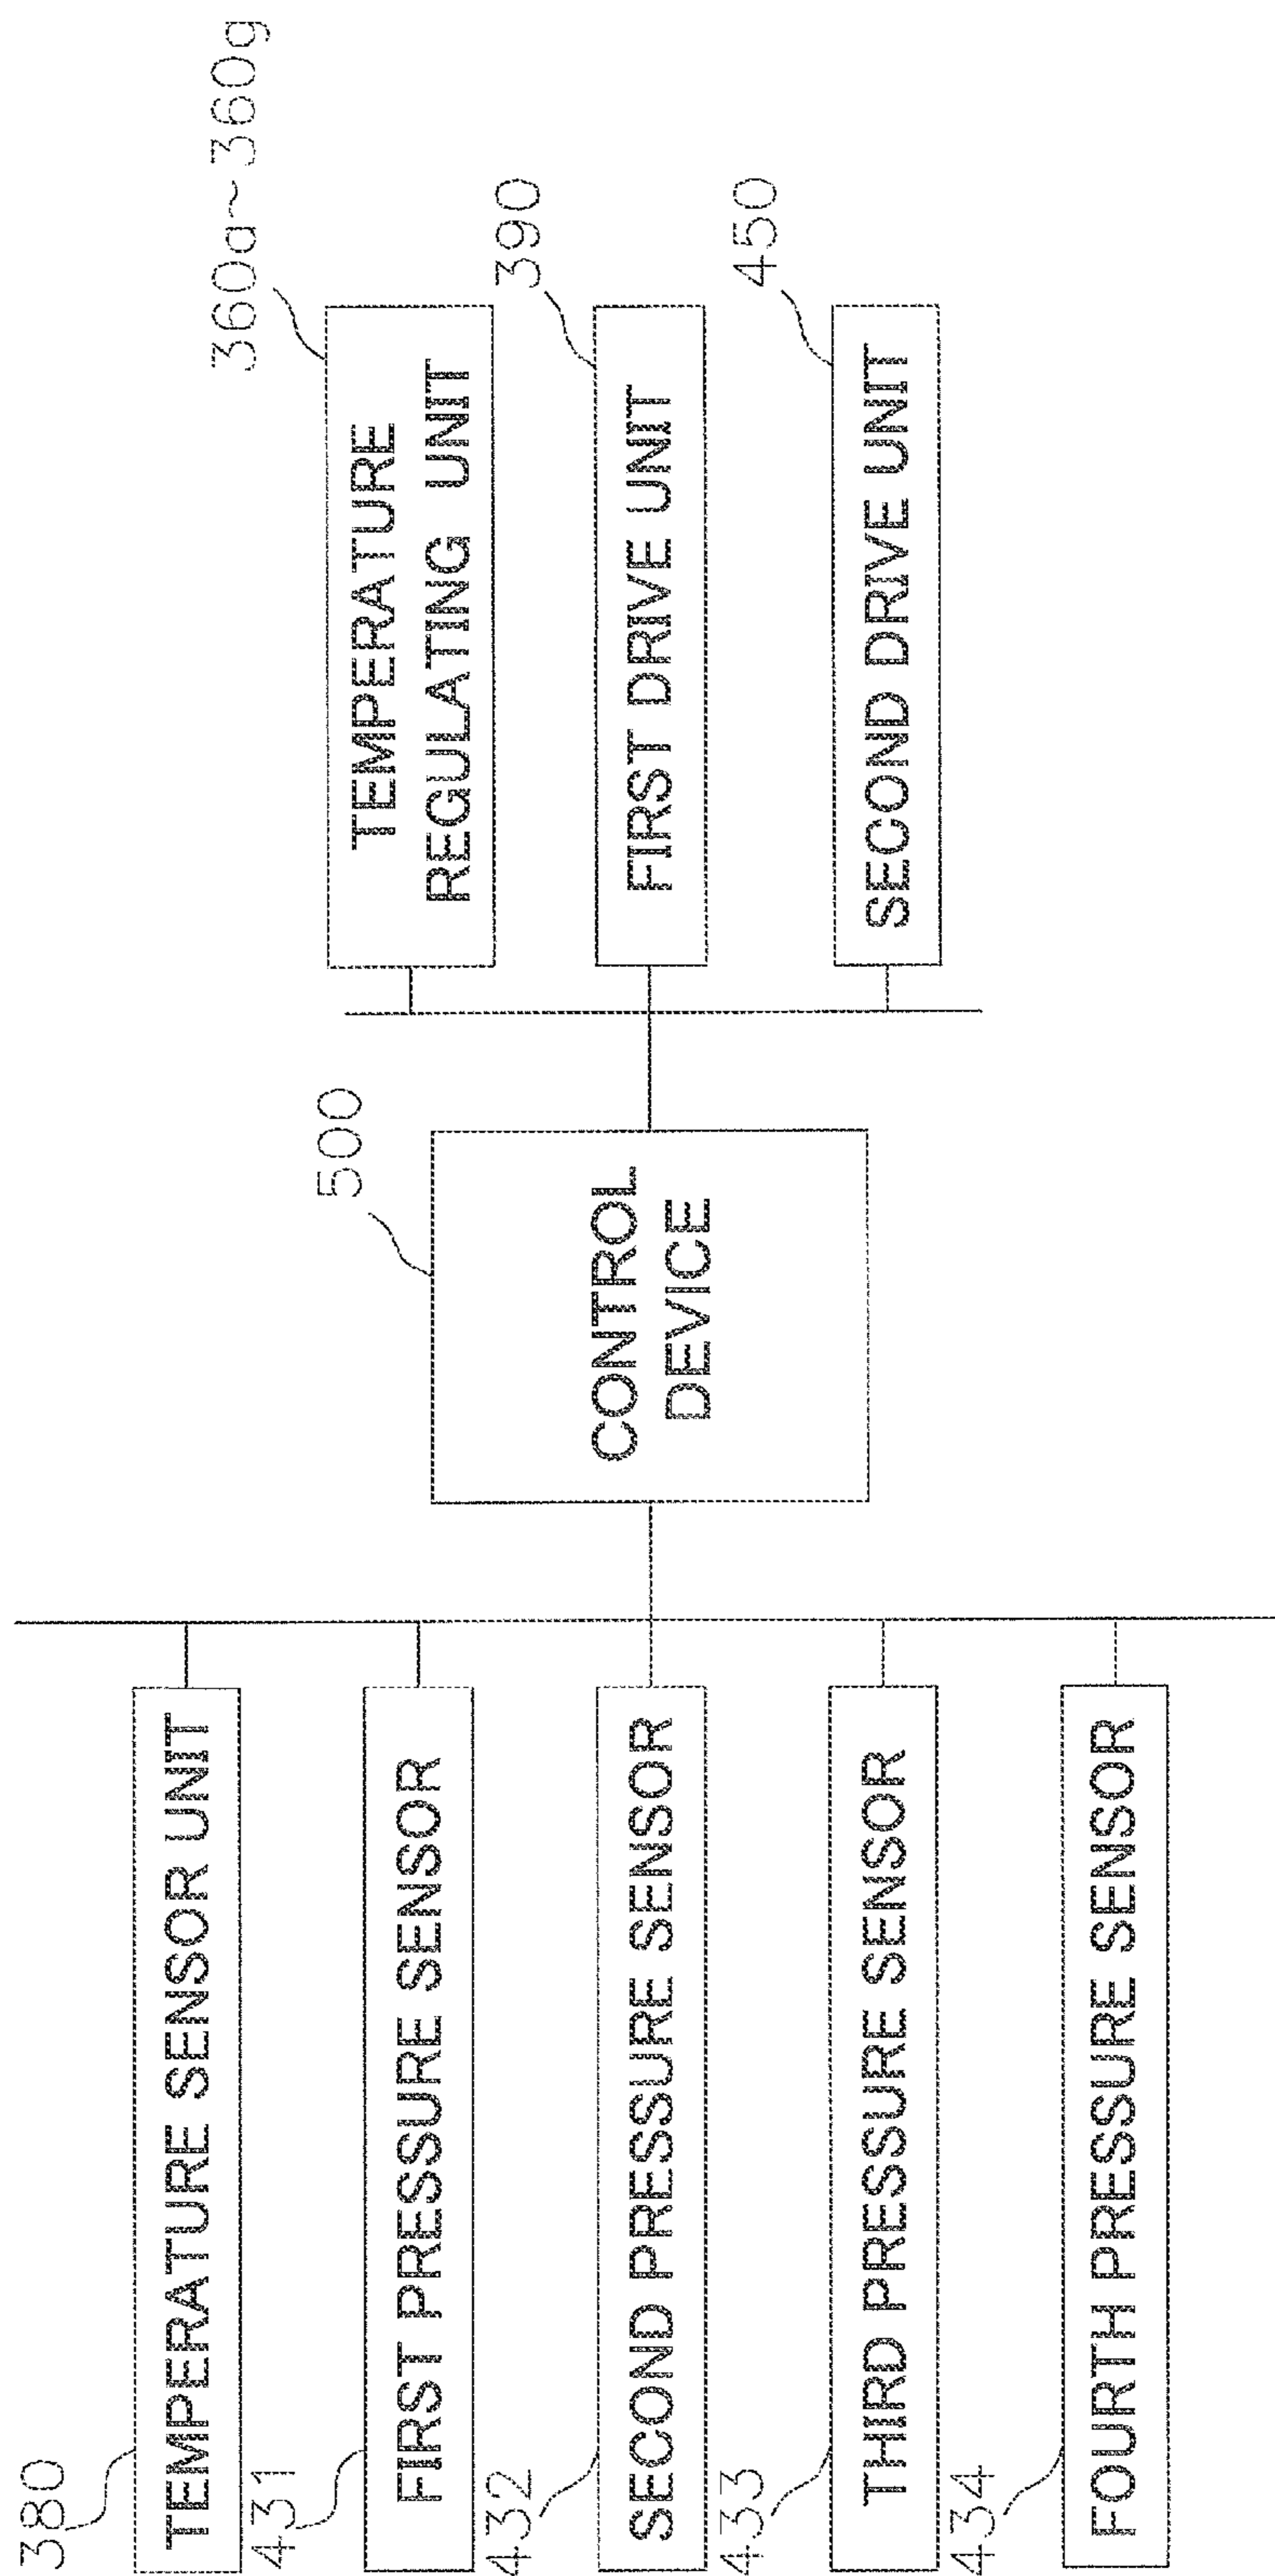 380
TEMPERATURE SENSOR UNIT
431
FIRST PRESSURE SENSOR
432
SECOND PRESSURE SENSOR
433
THIRD PRESSURE SENSOR
434
FOURTH PRESSURE SENSOR
500
CONTROL
DEVICE
360a~360g
TEMPERATURE
REGULATING UNIT
390
FIRST DRIVE UNIT
450
SECOND DRIVE UNIT